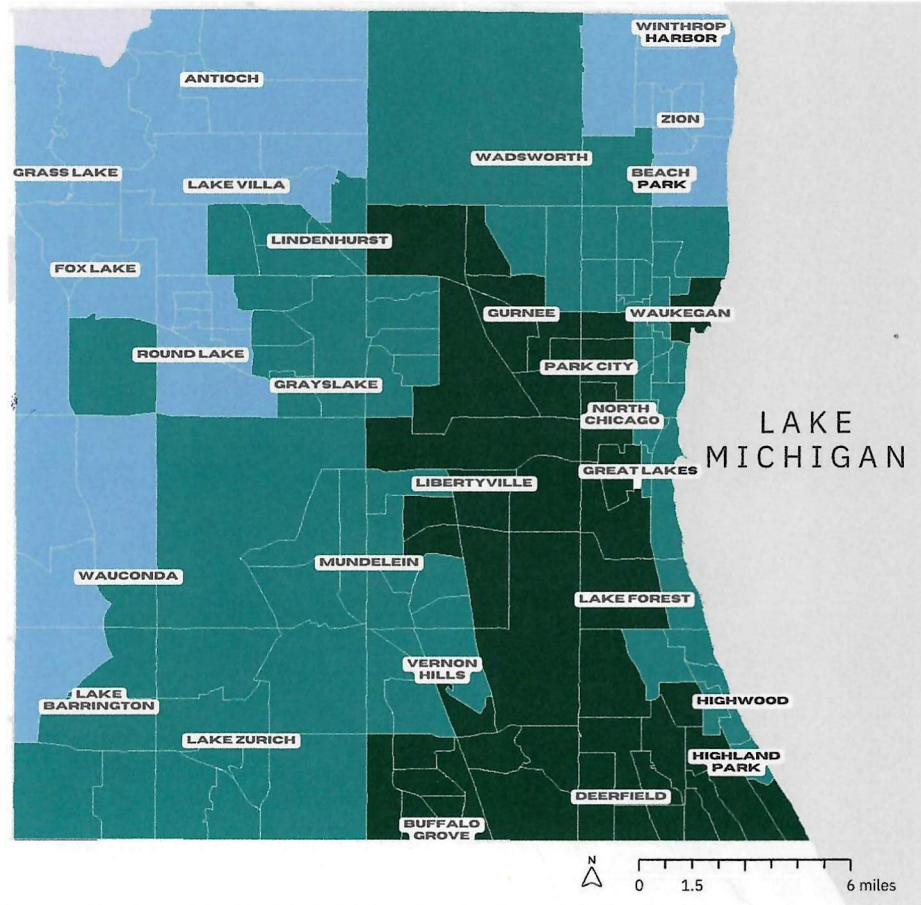 WINTHROP
HARBOR
ANTIOCH
ZION
WADSWORTH
GRASS LAKE
BEACH
PARK
LAKE VILLA
LINDENHURST
FOX LAKE
GURNEE
WAUKEGAN
ROUND LAKE
PARK CITY
GRAYSLAKE
NORTH
CHICAGO
LAKE
MICHIGAN
GREAT LAKES
LIBERTYVILLE
MUNDELEIN
WAUCONDA
LAKE FOREST
VERNON
HILLS
LAKE
BARRINGTON
HIGHWOOD
LAKE ZURICH
HIGHLAND
PARK
DEERFIELD
BUFFALO
GROVE
N
0 1.5 6 miles